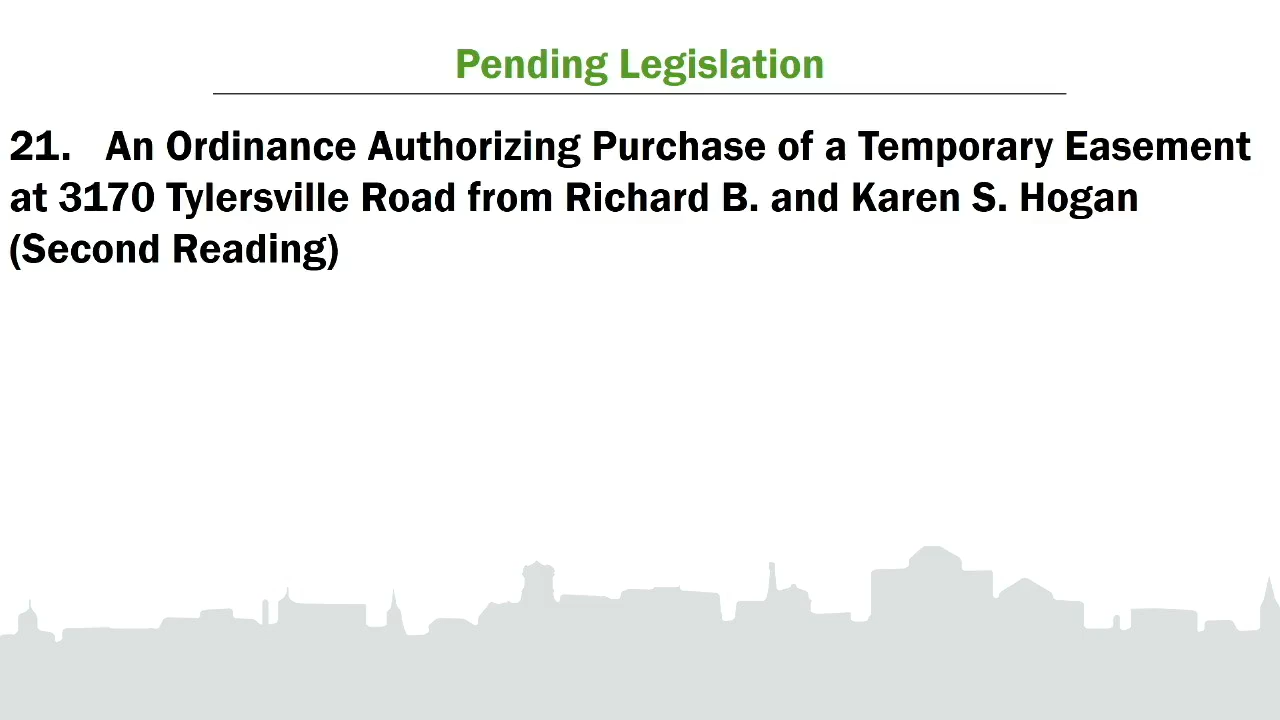 Pending Legislation
21. An Ordinance Authorizing Purchase of a Temporary Easement
at 3170 Tylersville Road from Richard B. and Karen S. Hogan
(Second Reading)